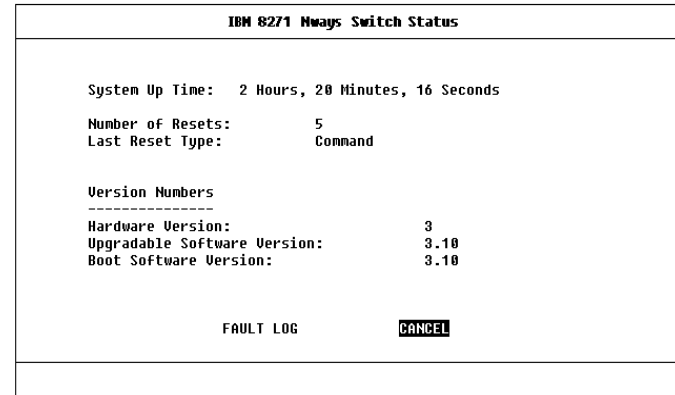 IBM 8271 Nways Switch Status
System Up Time: 2 Hours, 20 Minutes, 16 Seconds
Number of Resets: 5
Last Reset Type: Command
Version Numbers
---------------
Hardware Version: 3
Upgradable Software Version: 3.10
Boot Software Version: 3.10
FAULT LOG CANCEL